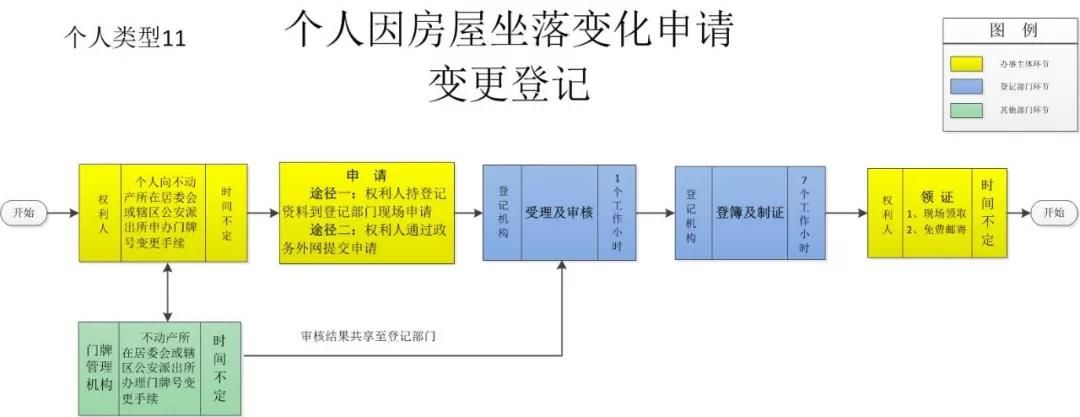 个人类型11
个人因房屋坐落变化申请
变更登记
图 例
办事主体环节
登记部门环节
其他部门环节
开始
权利人
个人向不动
产所在居委会
或辖区公安派
出所申办门牌
号变更手续
时间不定
申 请
途径一：权利人持登记
资料到登记部门现场申请
途径二：权利人通过政
务外网提交申请
登记机构
受理及审核
1个工作小时
登记机构
登簿及制证
7个工作小时
权利人
领 证
1、现场领取
2、免费邮寄
时间不定
开始
门牌
管理
机构
不动产所
在居委会或辖
区公安派出所
办理门牌号变
更手续
时间不定
审核结果共享至登记部门